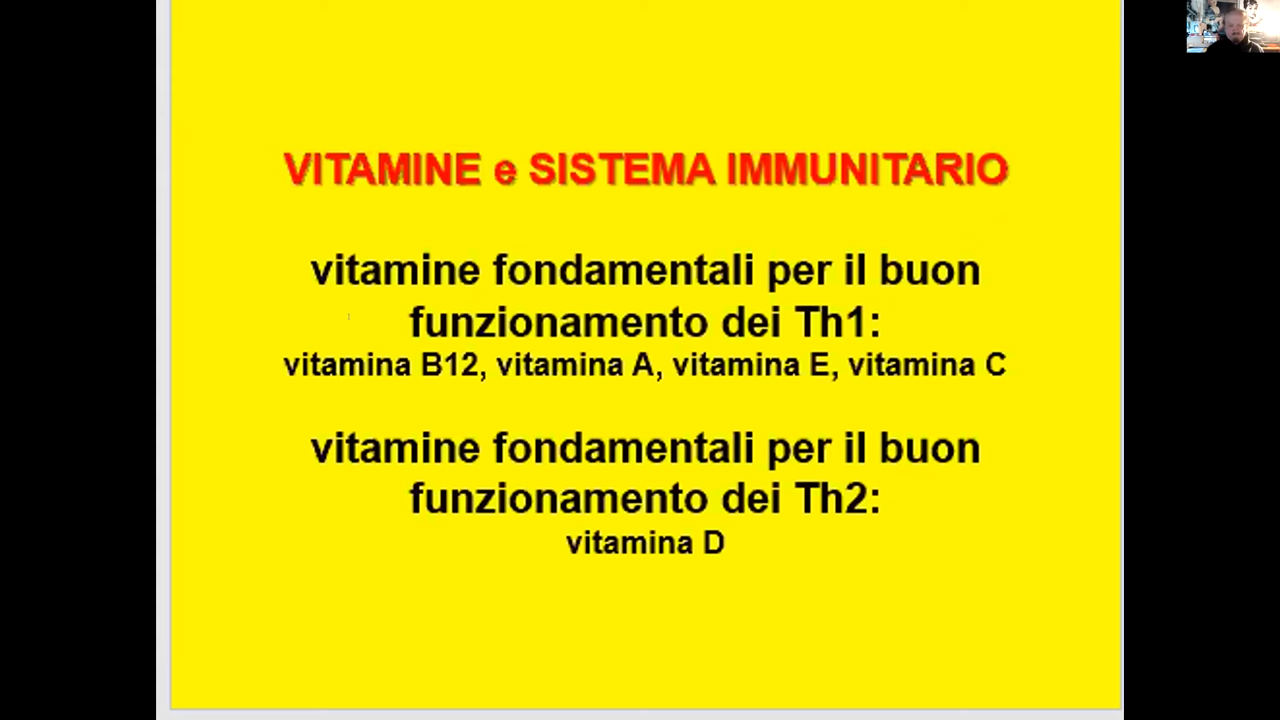 VITAMINE e SISTEMA IMMUNITARIO
vitamine fondamentali per il buon
funzionamento dei Th1:
vitamina B12, vitamina A, vitamina E, vitamina C
vitamine fondamentali per il buon
funzionamento dei Th2:
vitamina D